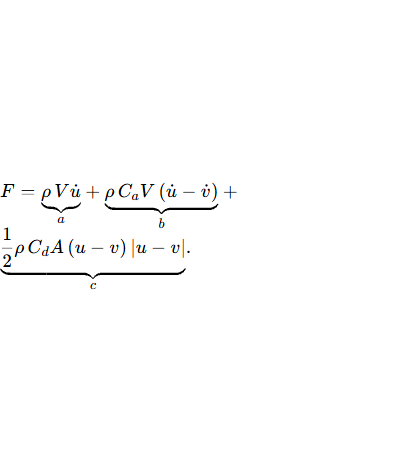 F = ρ V u̇ + ρ C_a V (u̇ − v̇) +
a b
1/2 ρ C_d A (u − v) |u − v|.
c